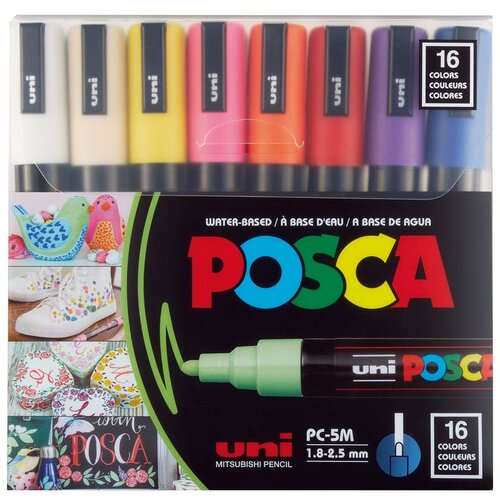 uni
uni
uni
uni
uni
uni
uni
uni
16
COLORS
COULEURS
COLORES
WATER-BASED / À BASE D'EAU / A BASE DE AGUA
POSCA
uni POSCA
uni
MITSUBISHI PENCIL
PC-5M
1.8-2.5 mm
16
COLORS
COULEURS
COLORES
POSCA